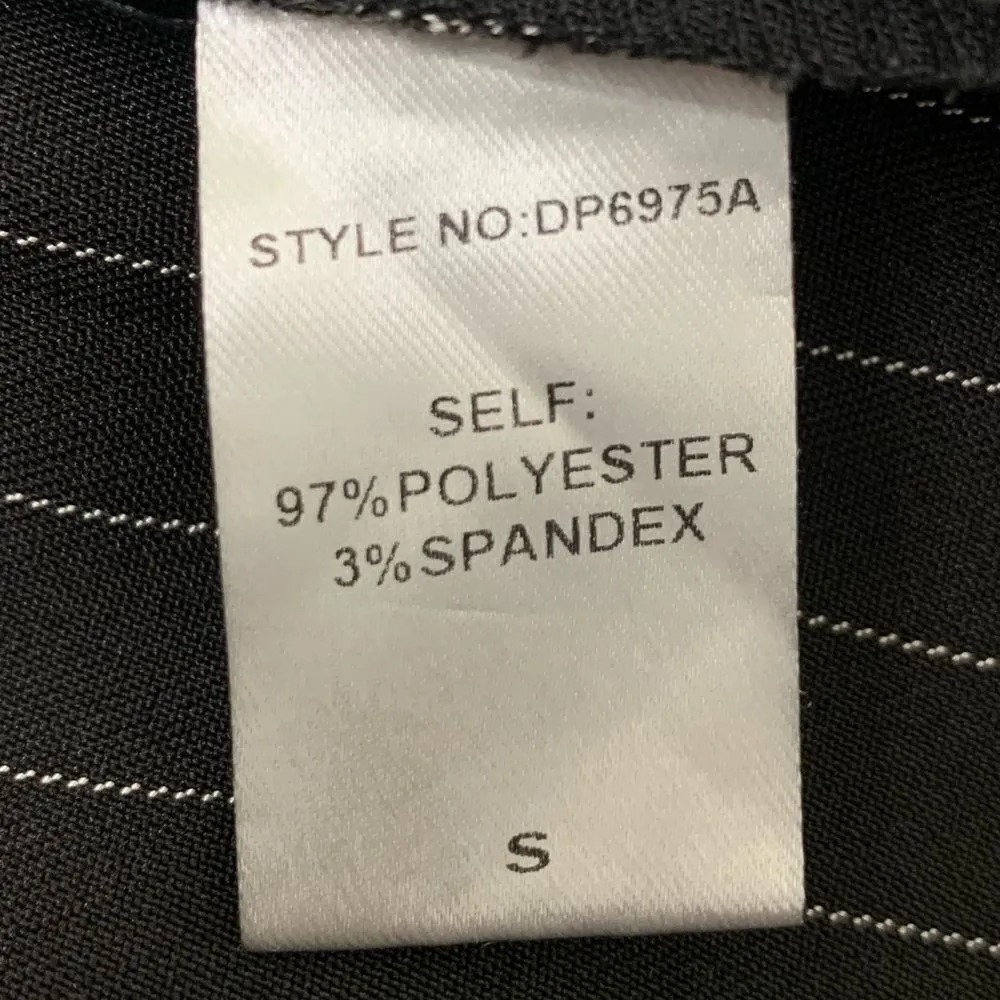 STYLE NO:DP6975A
SELF:
97%POLYESTER
3%SPANDEX
S